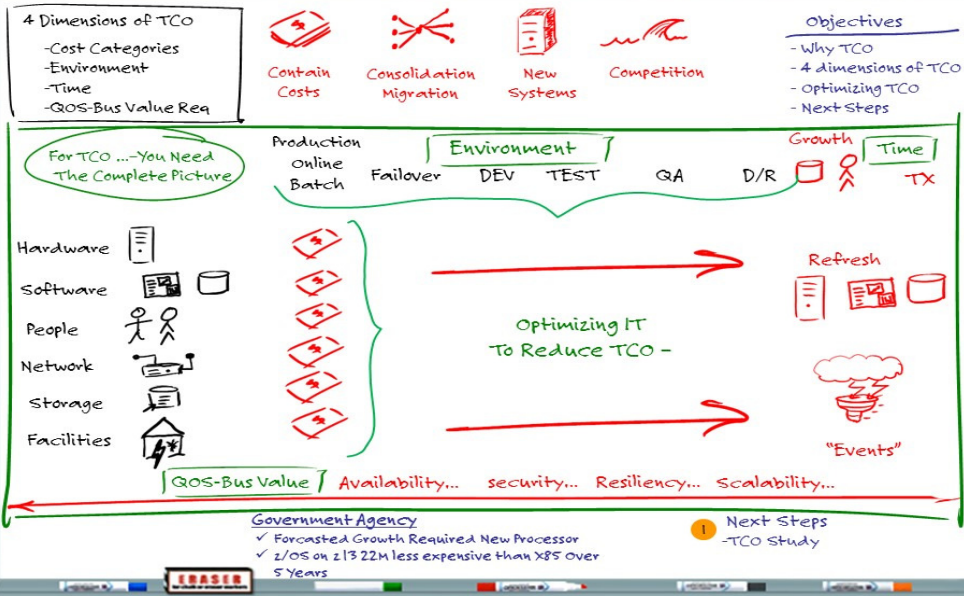 4 Dimensions of TCO
-Cost Categories
-Environment
-Time
-QOS-Bus Value Req
Contain
Costs
Consolidation
Migration
New
Systems
Competition
Objectives
- Why TCO
- 4 dimensions of TCO
- Optimizing TCO
- Next Steps
For TCO ...-You Need
The Complete Picture
Production
Online
Batch
Failover
Environment
DEV
TEST
QA
D/R
Growth
Time
TX
Hardware
Software
People
Network
Storage
Facilities
Optimizing IT
To Reduce TCO -
Refresh
"Events"
QOS-Bus Value
Availability...
security...
Resiliency...
Scalability...
Government Agency
✓ Forcasted Growth Required New Processor
✓ z/OS on z13 22M less expensive than X85 Over
5 Years
1
Next Steps
-TCO Study
ERASER